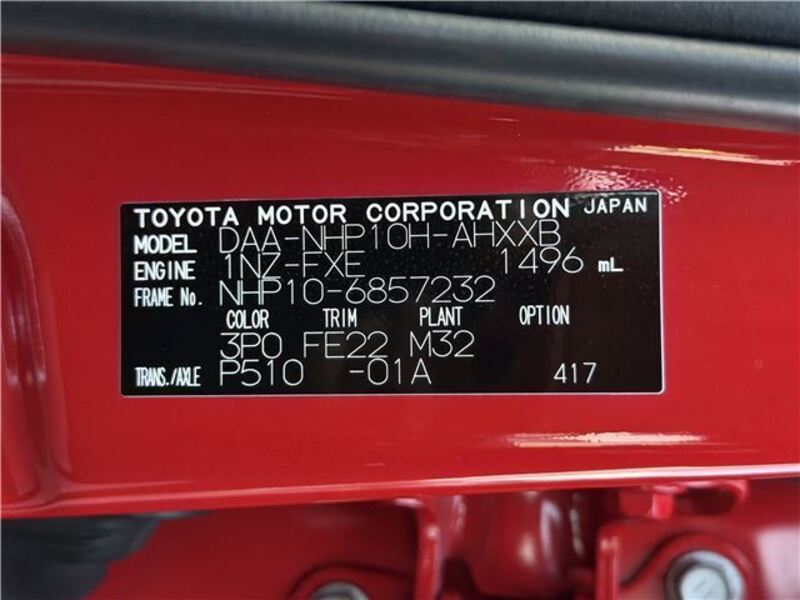 TOYOTA MOTOR CORPORATION JAPAN
MODEL DAA-NHP10H-AHXXB
ENGINE 1NZ-FXE 1496 mL
FRAME No. NHP10-6857232
COLOR TRIM PLANT OPTION
3P0 FE22 M32
TRANS./AXLE P510 -01A 417